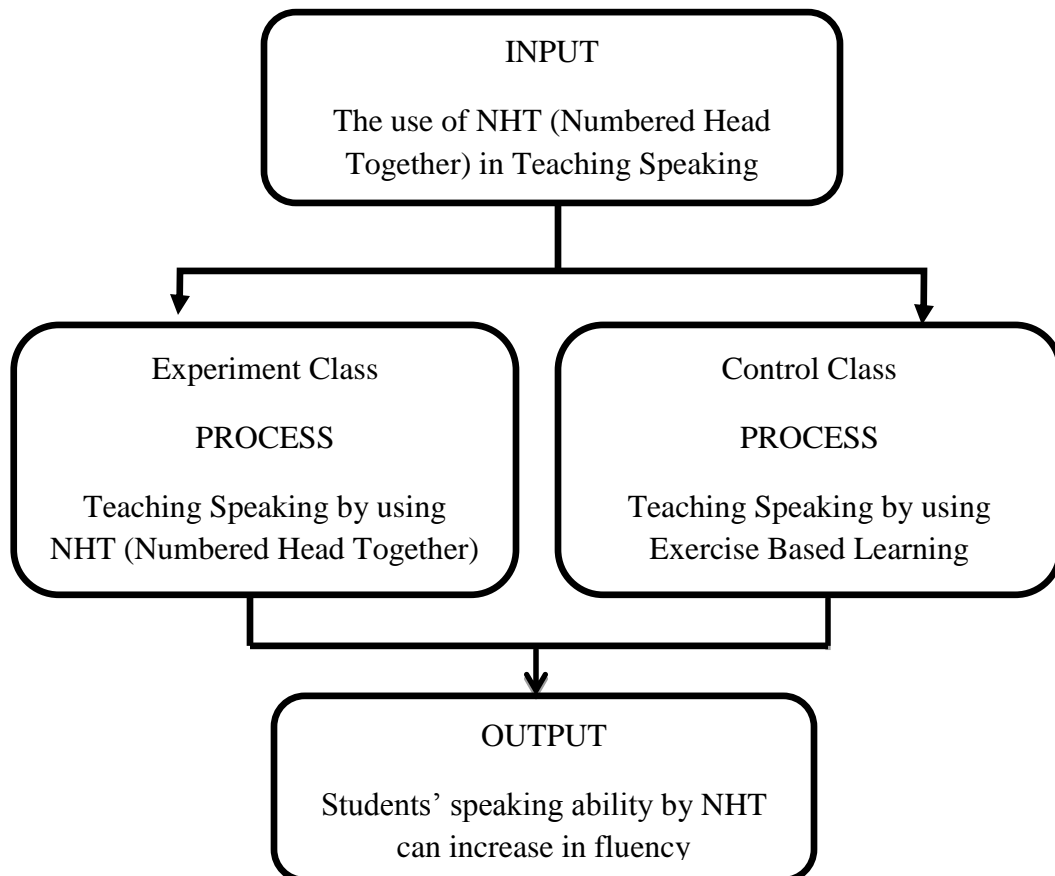 INPUT
The use of NHT (Numbered Head
Together) in Teaching Speaking
Experiment Class
PROCESS
Teaching Speaking by using
NHT (Numbered Head Together)
Control Class
PROCESS
Teaching Speaking by using
Exercise Based Learning
OUTPUT
Students’ speaking ability by NHT
can increase in fluency